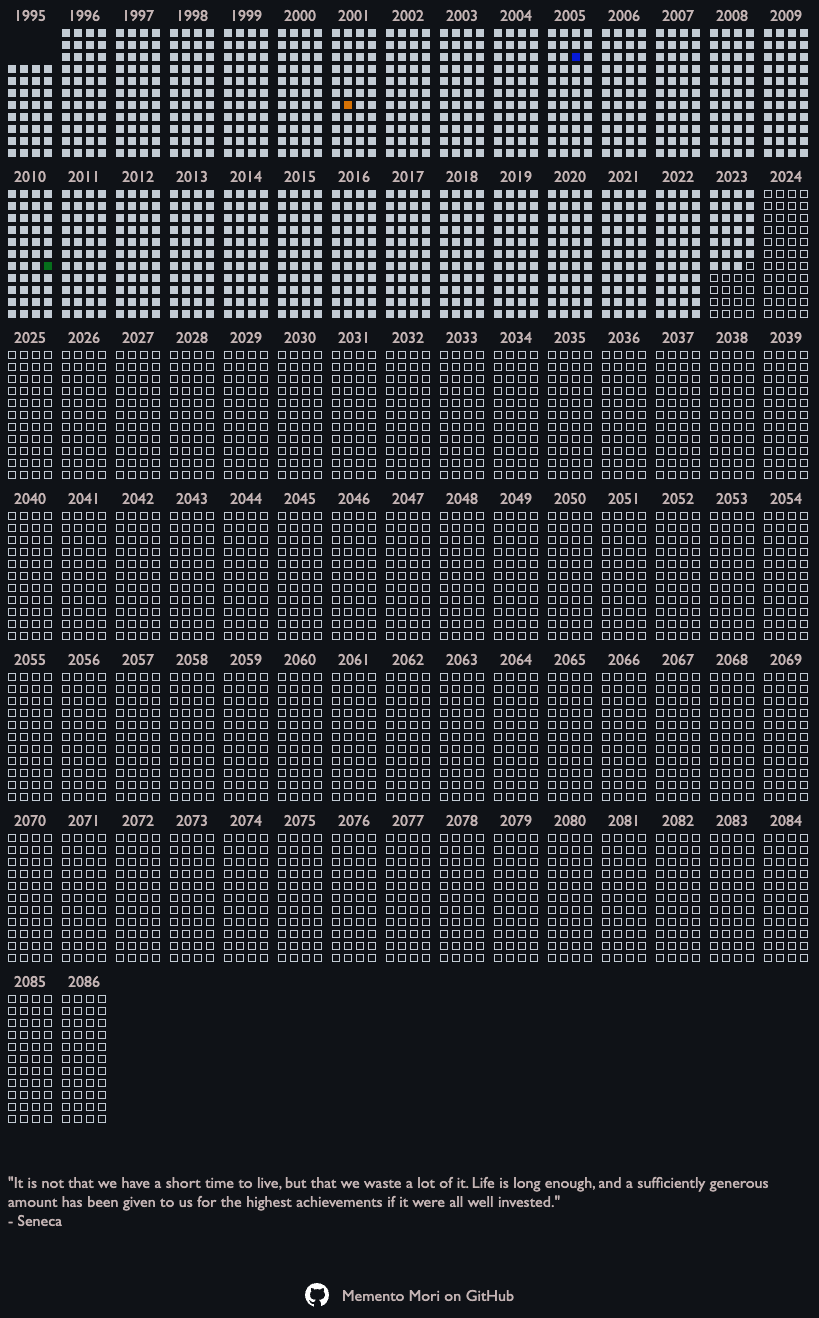 1995 1996 1997 1998 1999 2000 2001 2002 2003 2004 2005 2006 2007 2008 2009
2010 2011 2012 2013 2014 2015 2016 2017 2018 2019 2020 2021 2022 2023 2024
2025 2026 2027 2028 2029 2030 2031 2032 2033 2034 2035 2036 2037 2038 2039
2040 2041 2042 2043 2044 2045 2046 2047 2048 2049 2050 2051 2052 2053 2054
2055 2056 2057 2058 2059 2060 2061 2062 2063 2064 2065 2066 2067 2068 2069
2070 2071 2072 2073 2074 2075 2076 2077 2078 2079 2080 2081 2082 2083 2084
2085 2086
"It is not that we have a short time to live, but that we waste a lot of it. Life is long enough, and a sufficiently generous
amount has been given to us for the highest achievements if it were all well invested."
- Seneca
Memento Mori on GitHub